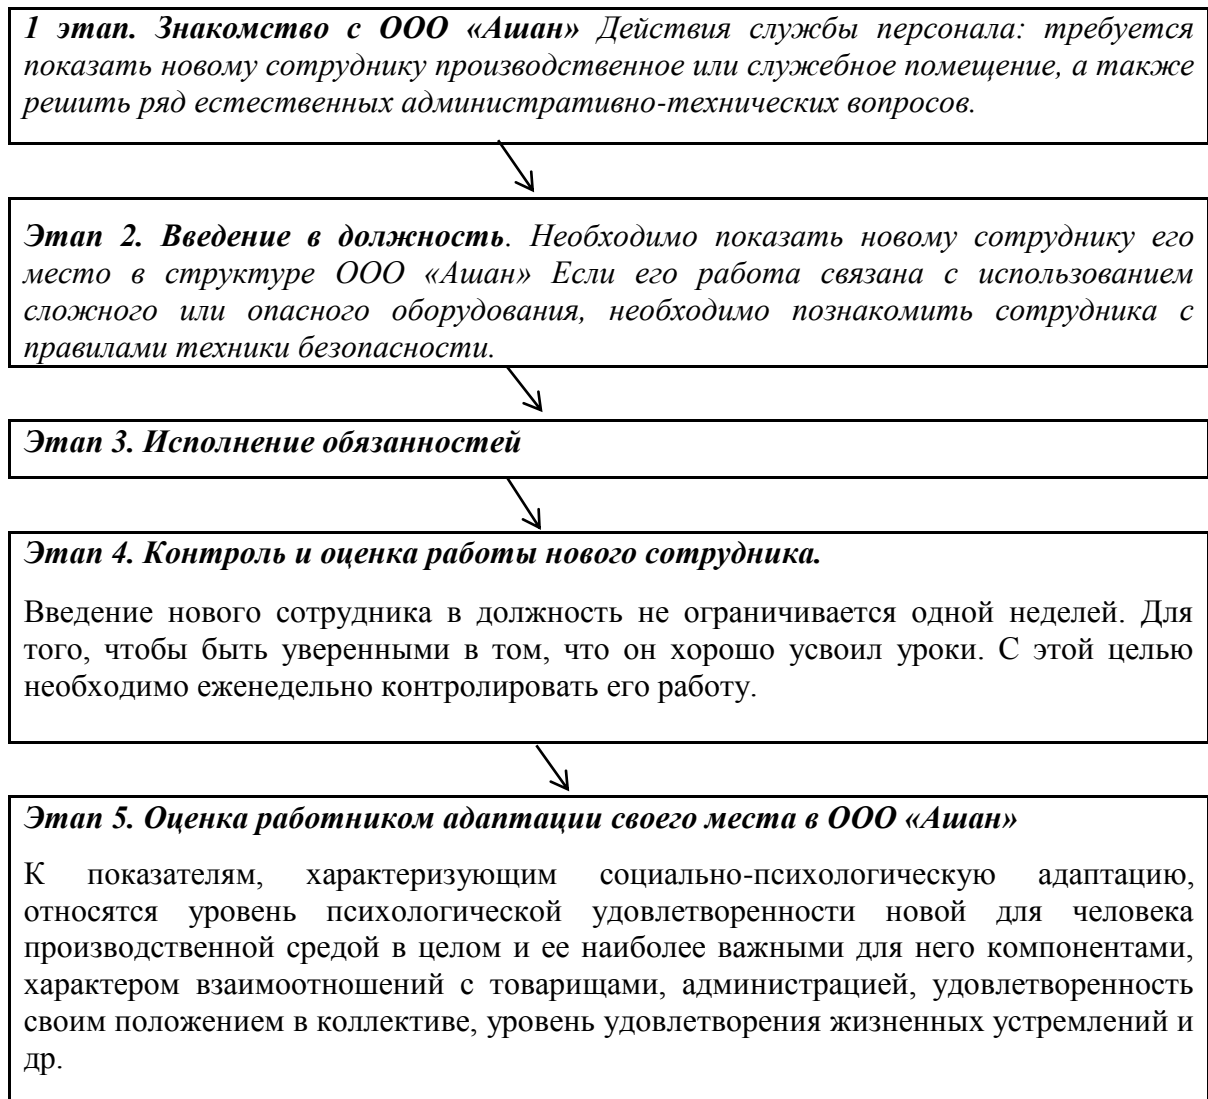 1 этап. Знакомство с ООО «Ашан» Действия службы персонала: требуется
показать новому сотруднику производственное или служебное помещение, а также
решить ряд естественных административно-технических вопросов.
Этап 2. Введение в должность. Необходимо показать новому сотруднику его
место в структуре ООО «Ашан» Если его работа связана с использованием
сложного или опасного оборудования, необходимо познакомить сотрудника с
правилами техники безопасности.
Этап 3. Исполнение обязанностей
Этап 4. Контроль и оценка работы нового сотрудника.
Введение нового сотрудника в должность не ограничивается одной неделей. Для
того, чтобы быть уверенными в том, что он хорошо усвоил уроки. С этой целью
необходимо еженедельно контролировать его работу.
Этап 5. Оценка работником адаптации своего места в ООО «Ашан»
К показателям, характеризующим социально-психологическую адаптацию,
относятся уровень психологической удовлетворенности новой для человека
производственной средой в целом и ее наиболее важными для него компонентами,
характером взаимоотношений с товарищами, администрацией, удовлетворенность
своим положением в коллективе, уровень удовлетворения жизненных устремлений и
др.